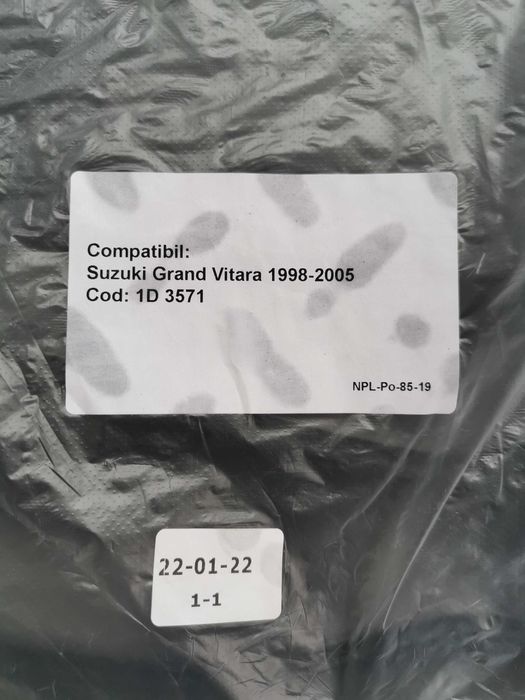 Compatibil:
Suzuki Grand Vitara 1998-2005
Cod: 1D 3571
NPL-Po-85-19
22-01-22
1-1